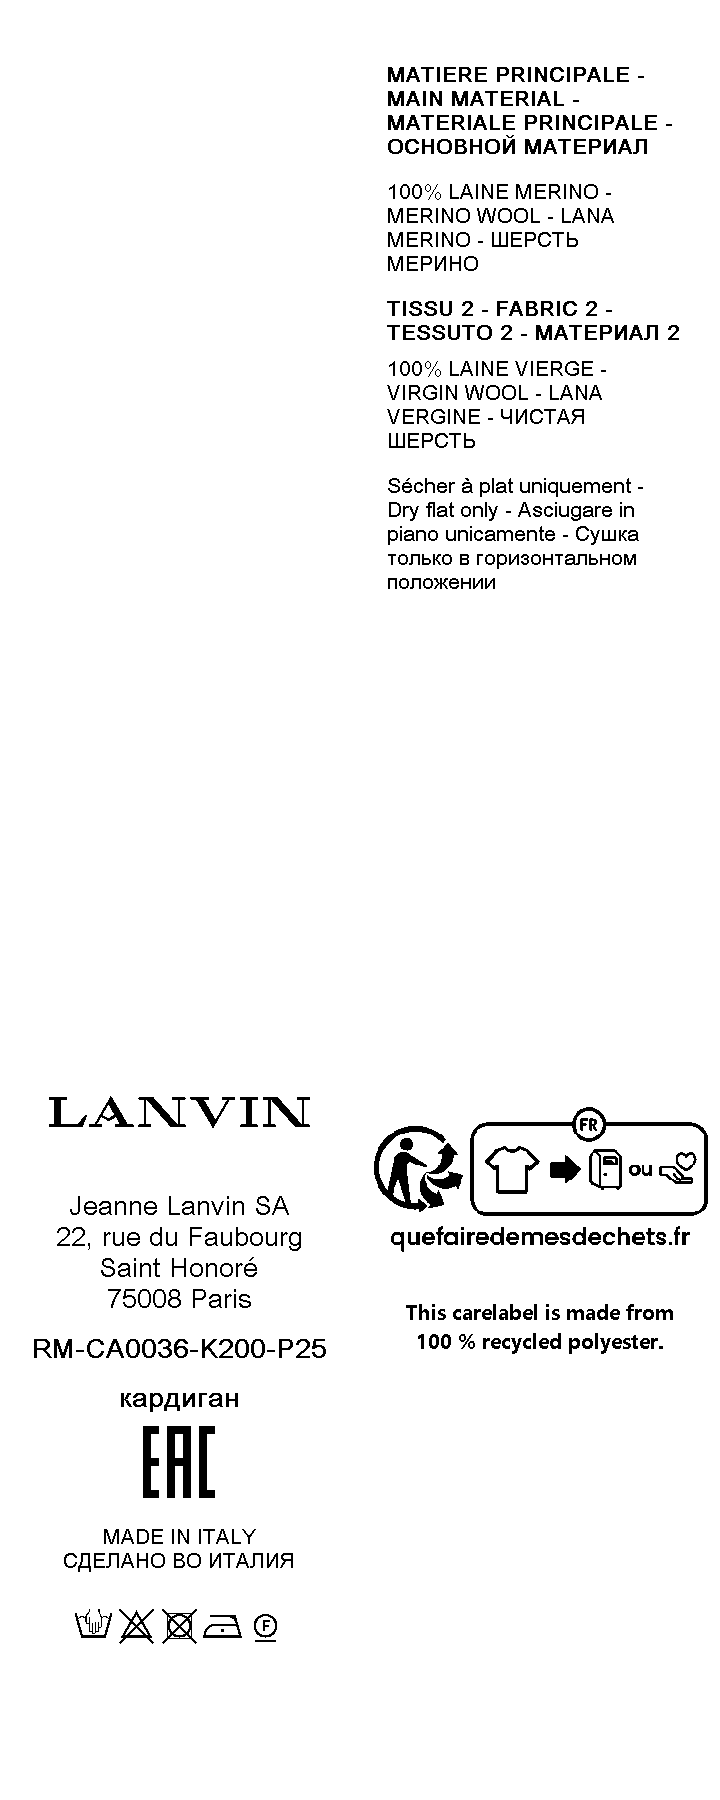 MATIERE PRINCIPALE -
MAIN MATERIAL -
MATERIALE PRINCIPALE -
ОСНОВНОЙ МАТЕРИАЛ
100% LAINE MERINO -
MERINO WOOL - LANA
MERINO - ШЕРСТЬ
МЕРИНО
TISSU 2 - FABRIC 2 -
TESSUTO 2 - МАТЕРИАЛ 2
100% LAINE VIERGE -
VIRGIN WOOL - LANA
VERGINE - ЧИСТАЯ
ШЕРСТЬ
Sécher à plat uniquement -
Dry flat only - Asciugare in
piano unicamente - Сушка
только в горизонтальном
положении
LANVIN
Jeanne Lanvin SA
22, rue du Faubourg
Saint Honoré
75008 Paris
RM-CA0036-K200-P25
кардиган
EAC
MADE IN ITALY
СДЕЛАНО ВО ИТАЛИЯ
F
FR
ou
quefairedemesdechets.fr
This carelabel is made from
100 % recycled polyester.